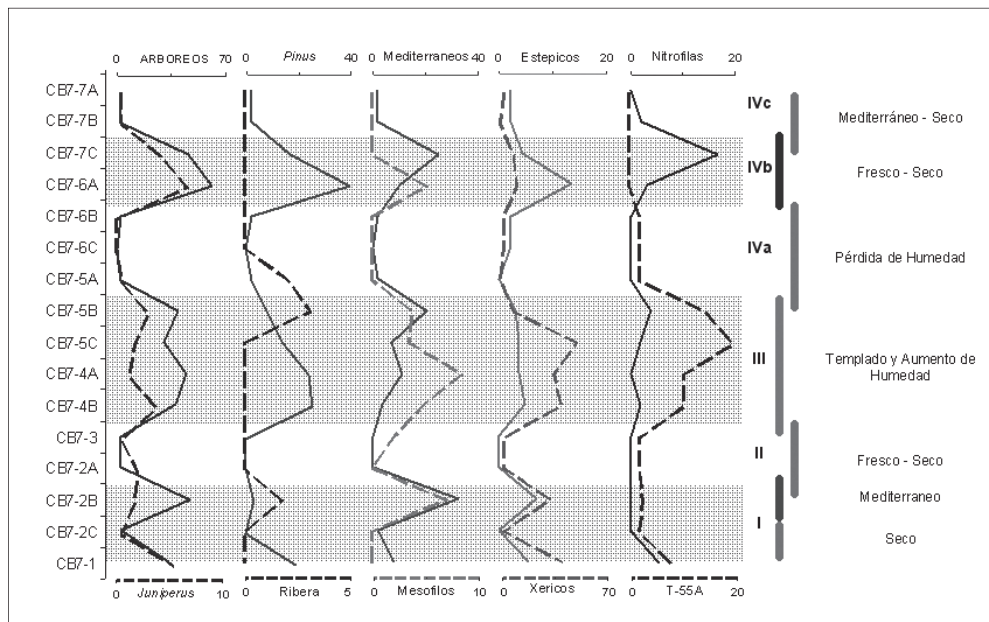 0 ARBOREOS 70 0 Pinus 40 0 Mediterraneos 40 0 Estepicos 20 0 Nitrofilas 20
CB7-7A
IVc
CB7-7B
Mediterráneo - Seco
CB7-7C
IVb
Fresco - Seco
CB7-6A
CB7-6B
IVa
CB7-6C
Pérdida de Humedad
CB7-5A
CB7-5B
CB7-5C
III
Templado y Aumento de
Humedad
CB7-4A
CB7-4B
CB7-3
II
Fresco - Seco
CB7-2A
CB7-2B
Mediterraneo
I
CB7-2C
Seco
CB7-1
0 Juniperus 10 0 Ribera 5 0 Mesofilos 10 0 Xericos 70 0 T-55A 20